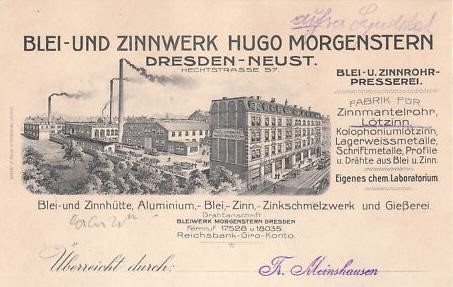 BLEI- UND ZINNWERK HUGO MORGENSTERN
DRESDEN-NEUST.
HECHTSTRASSE 57.
BLEI- U. ZINNROHR-
PRESSEREI.
FABRIK FÜR
Zinnmantelrohr,
Lötzinn,
Kolophoniumlötzinn,
Lagerweissmetalle,
Schriftmetalle, Profile
u. Drähte aus Blei u. Zinn.
Eigenes chem. Laboratorium.
Blei- und Zinnhütte, Aluminium,- Blei,- Zinn,- Zinkschmelzwerk und Gießerei.
Drahtanschrift
BLEIWERK MORGENSTERN DRESDEN
Fernruf 17528 u. 18035.
Reichsbank-Giro-Konto.
Überreicht durch:
Fr. Meinshausen